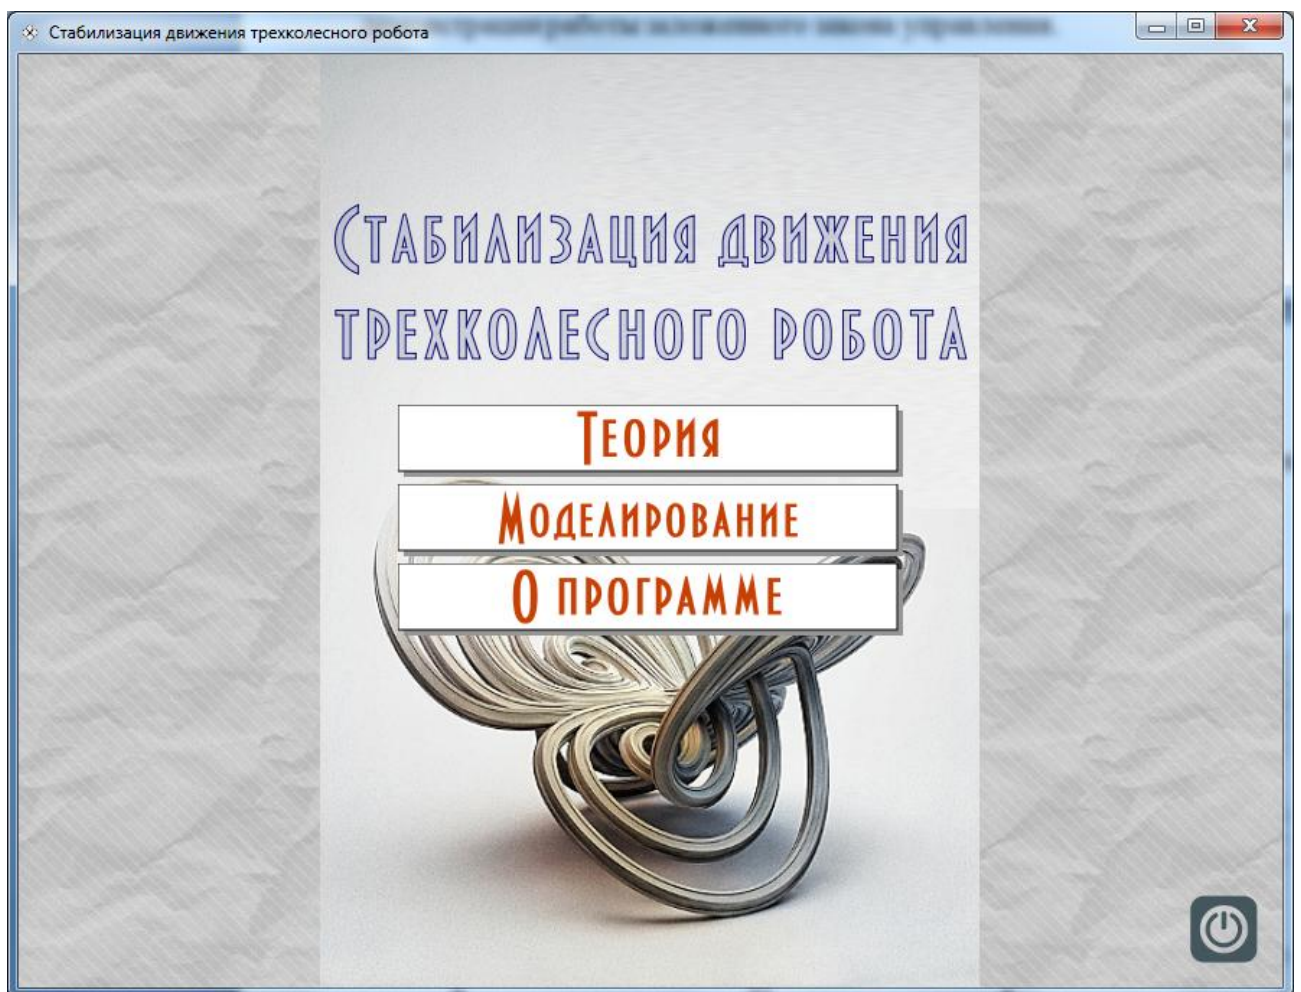 Стабилизация движения трехколесного робота
Стабилизация движения
трехколесного робота
Теория
Моделирование
О программе